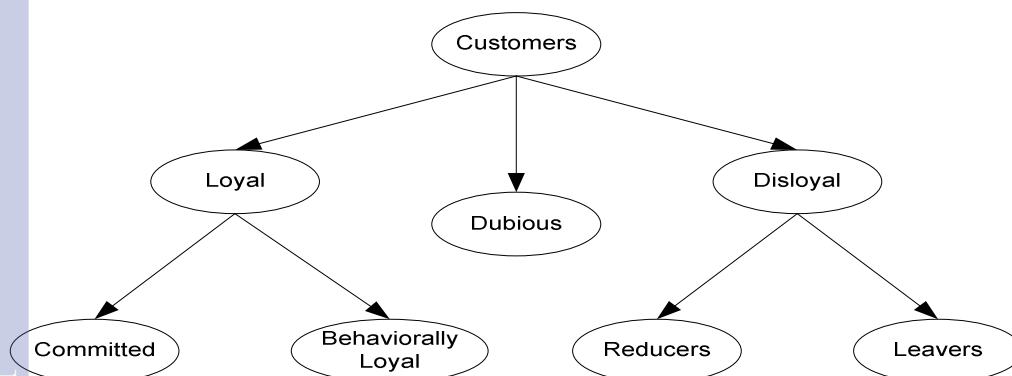 Customers
Loyal
Disloyal
Dubious
Committed
Behaviorally
Loyal
Reducers
Leavers